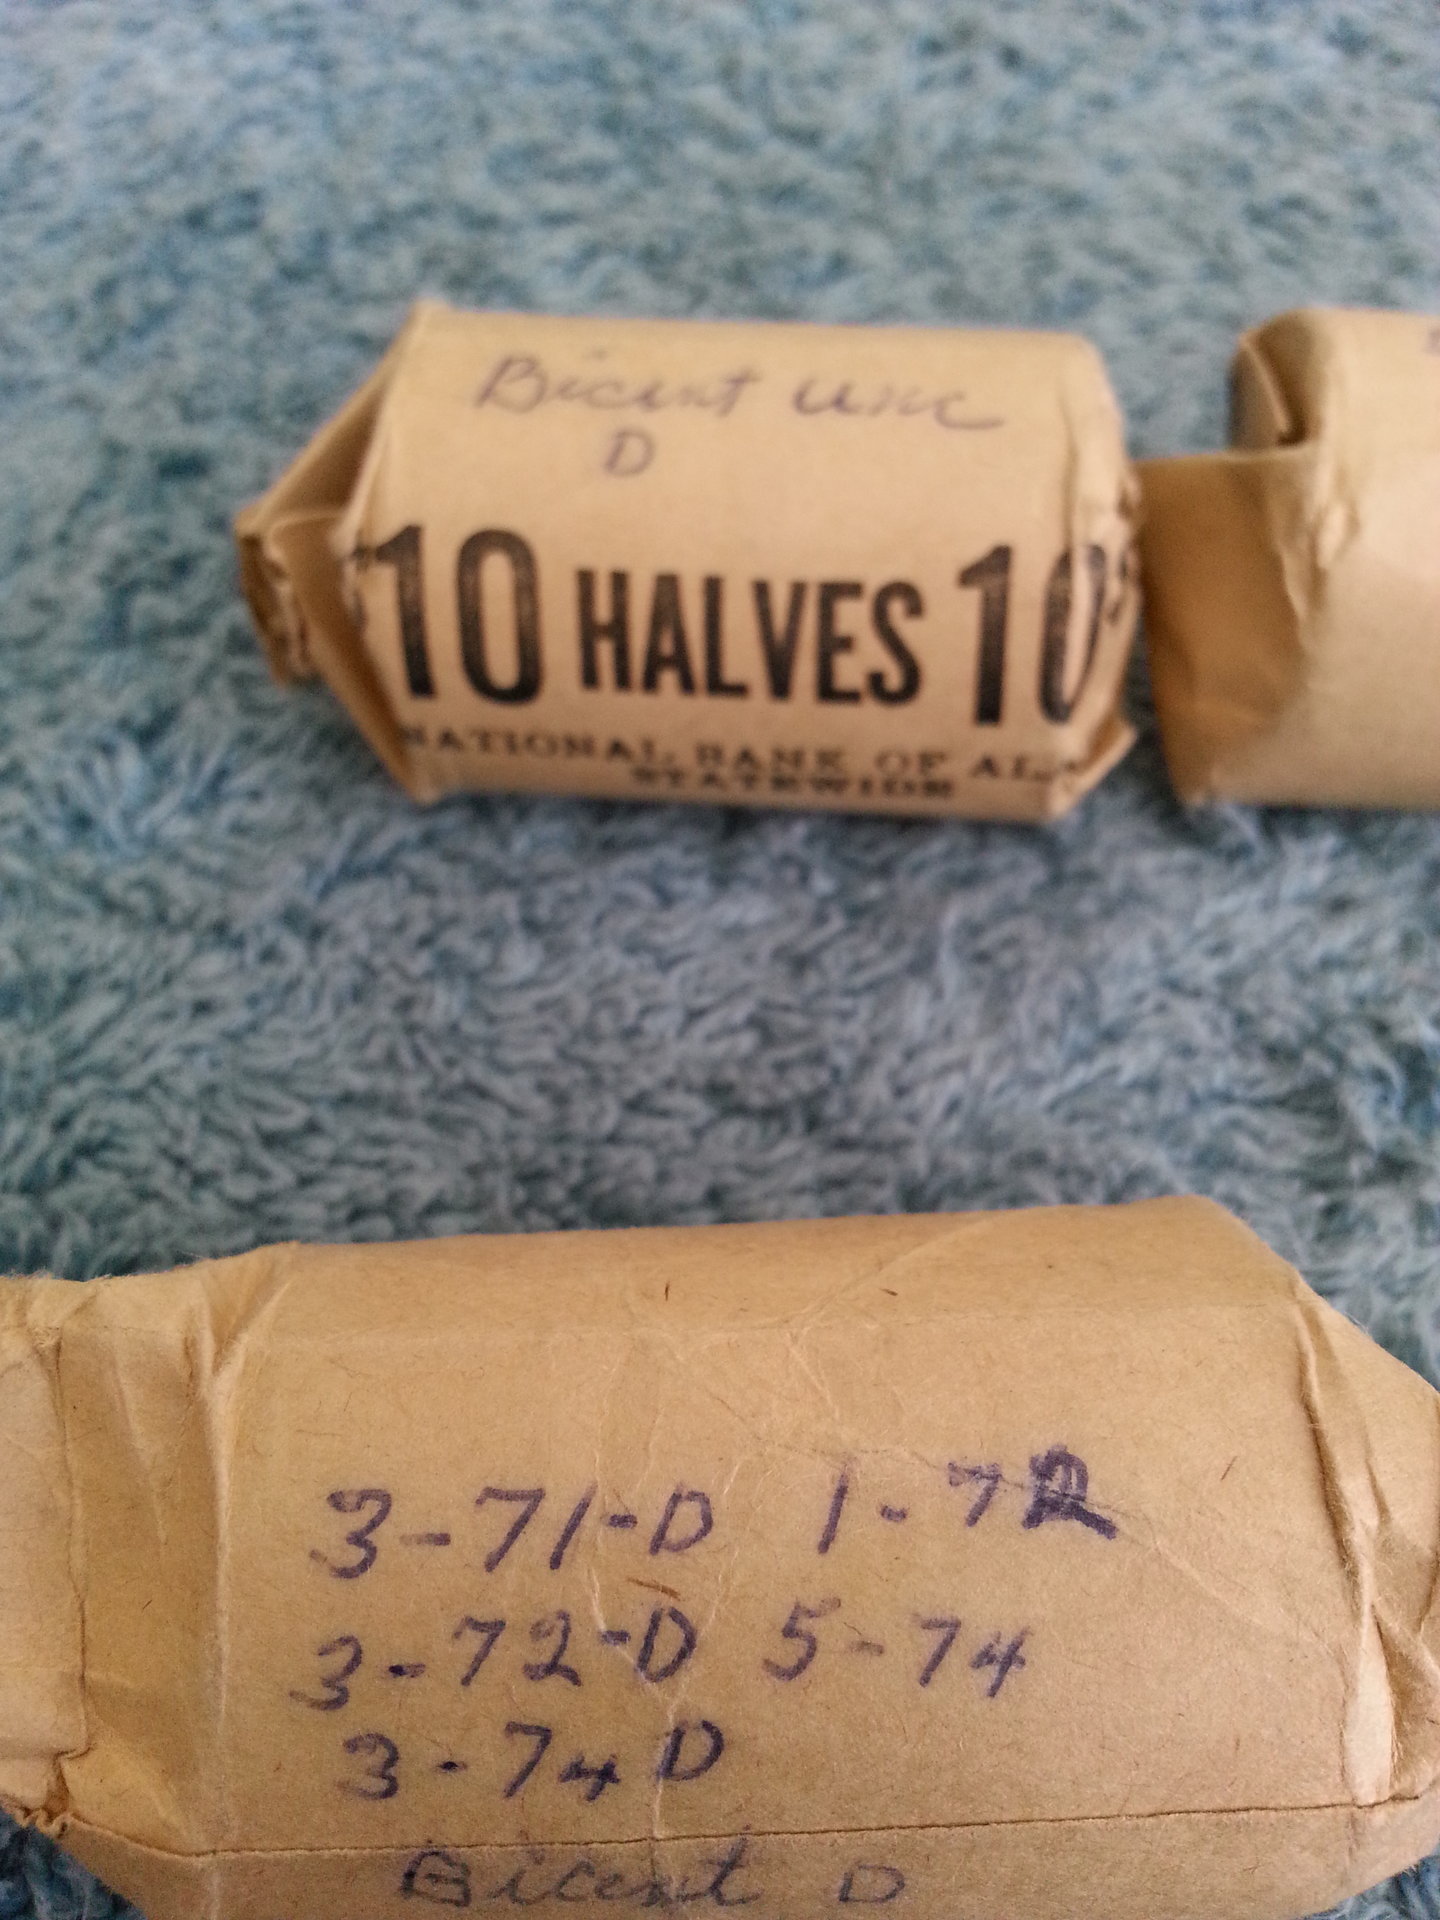 Bicent unc
D
$10 HALVES 10$
NATIONAL BANK OF AL
STATEWIDE
3-71-D 1-72
3-72-D 5-74
3-74 D
Bicent D